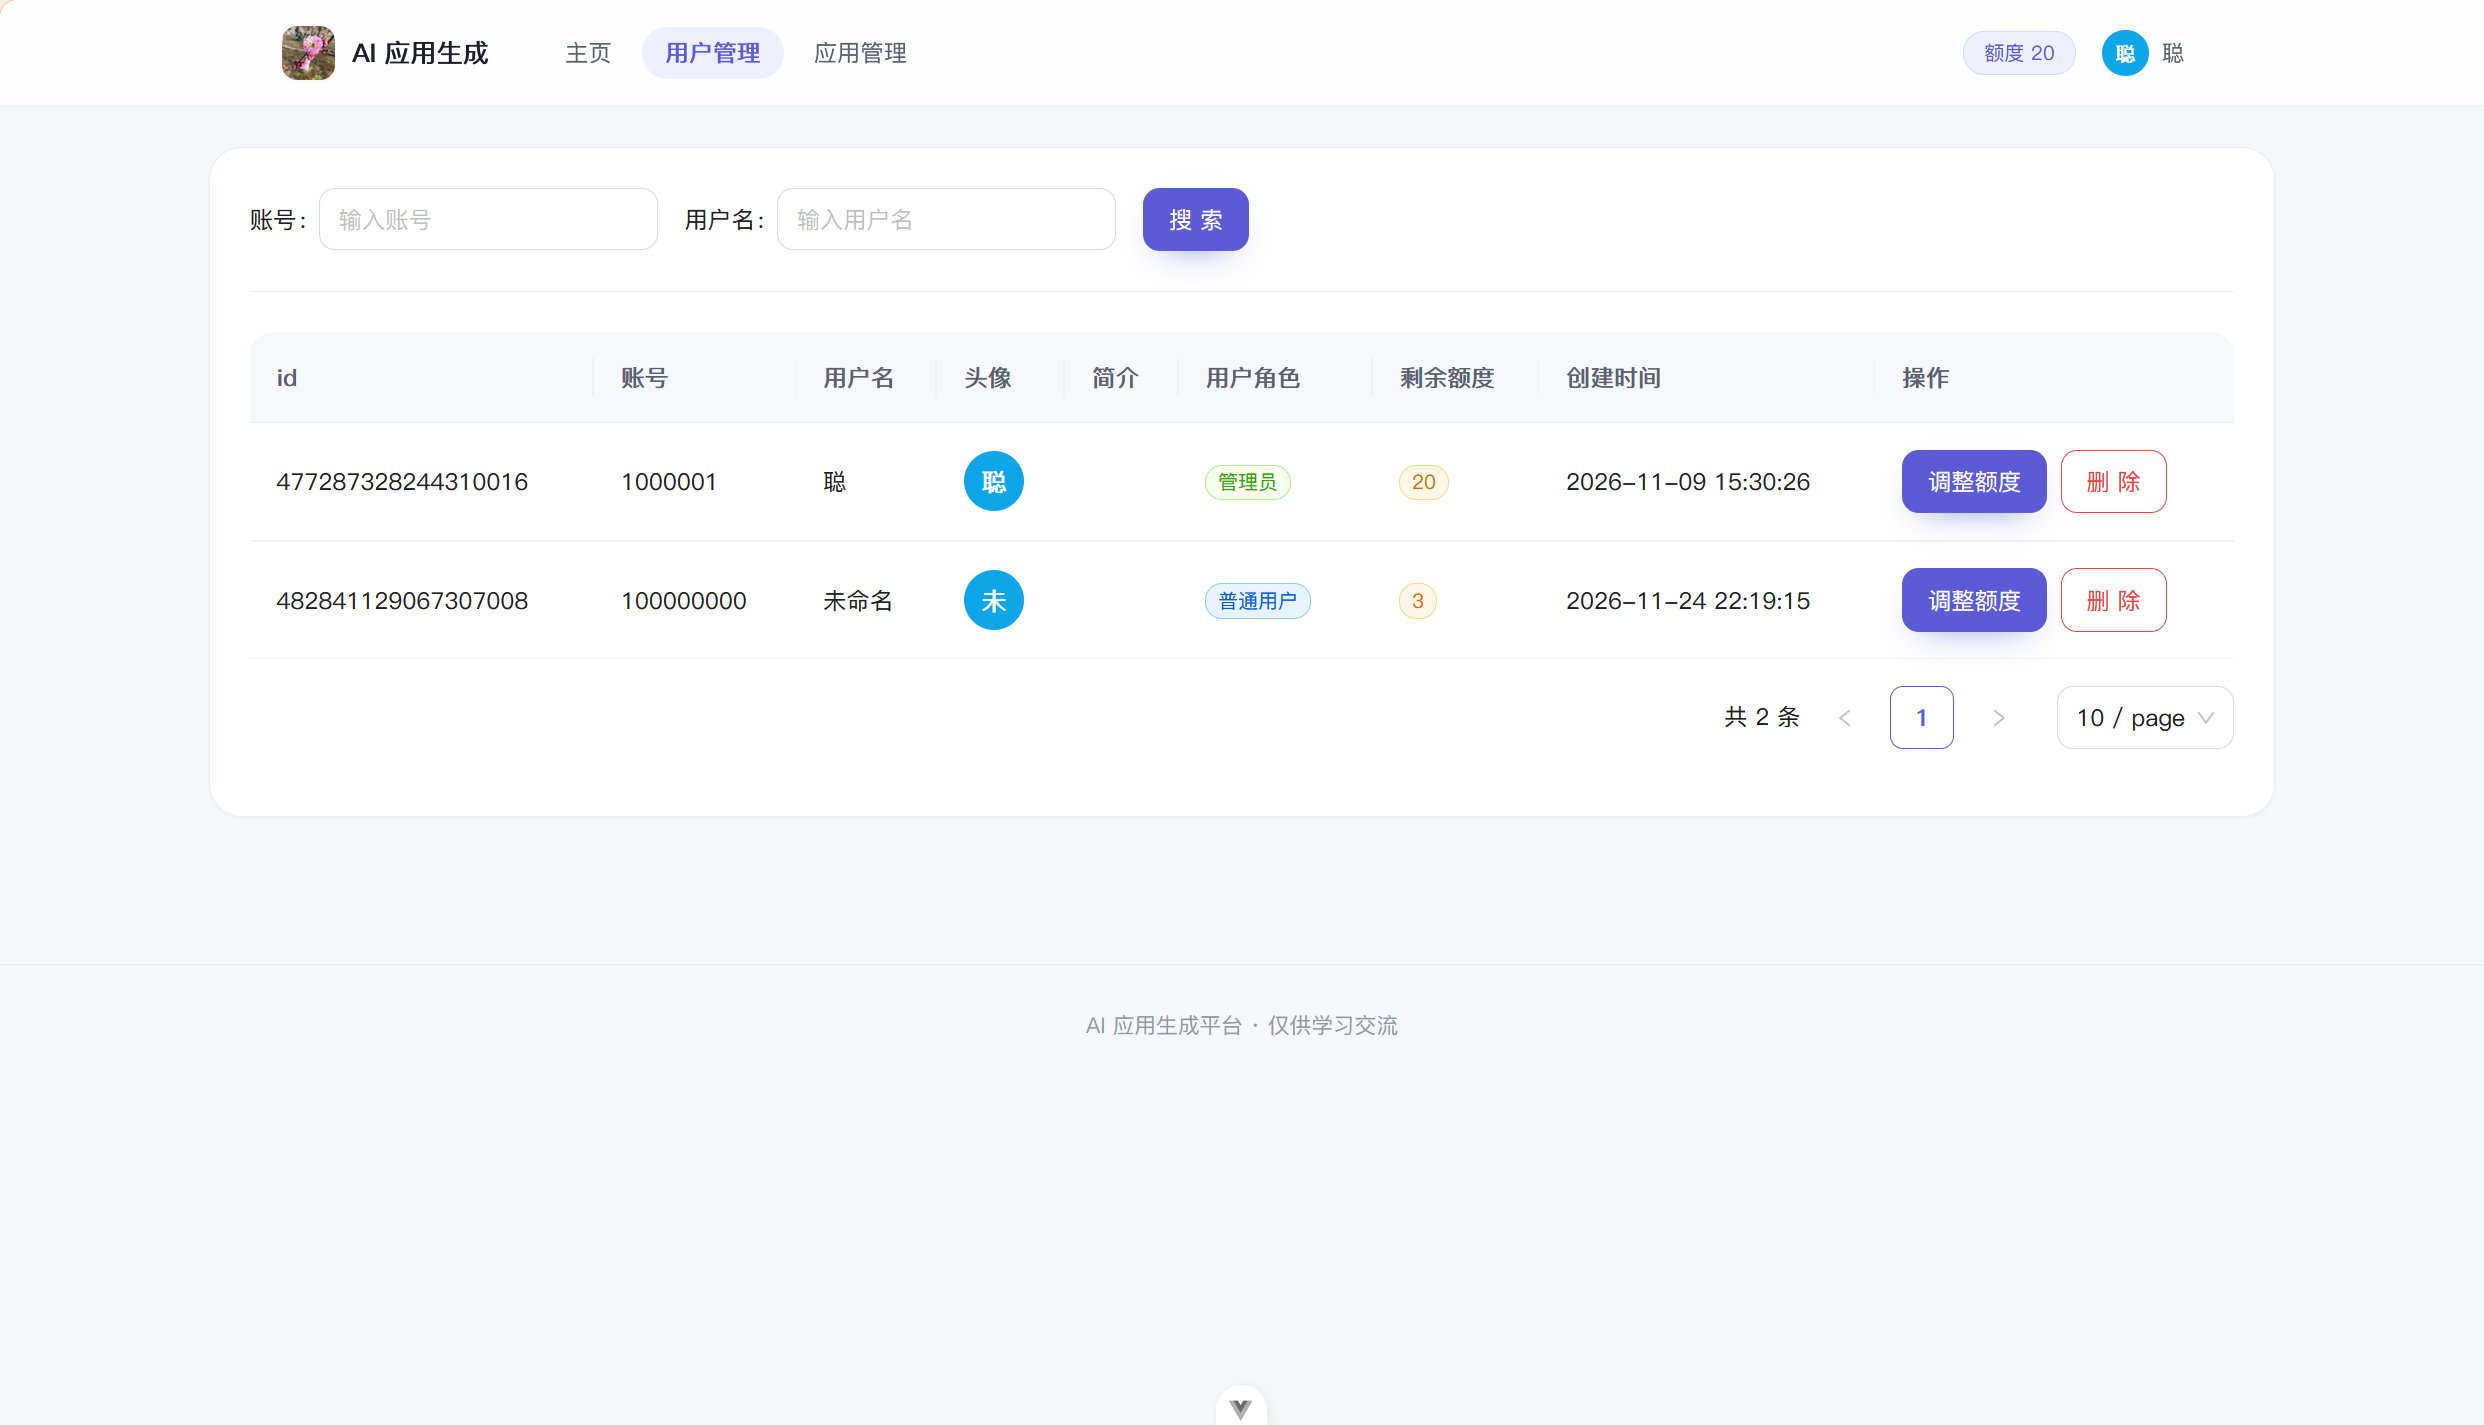 AI 应用生成 主页 用户管理 应用管理 额度 20 聪 聪
账号: 输入账号 用户名: 输入用户名 搜 索
id 账号 用户名 头像 简介 用户角色 剩余额度 创建时间 操作
477287328244310016 1000001 聪 聪 管理员 20 2026-11-09 15:30:26 调整额度 删 除
482841129067307008 100000000 未命名 未 普通用户 3 2026-11-24 22:19:15 调整额度 删 除
共 2 条 1 10 / page
AI 应用生成平台 · 仅供学习交流